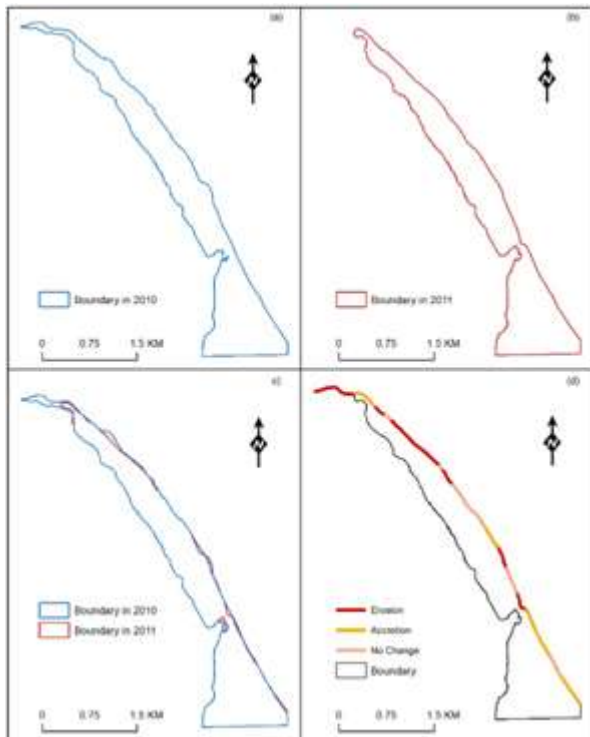 (a)
N
Boundary in 2010
0 0.75 1.5 KM
(b)
N
Boundary in 2011
0 0.75 1.5 KM
c)
N
Boundary in 2010
Boundary in 2011
0 0.75 1.5 KM
(d)
N
Erosion
Accretion
No Change
Boundary
0 0.75 1.5 KM